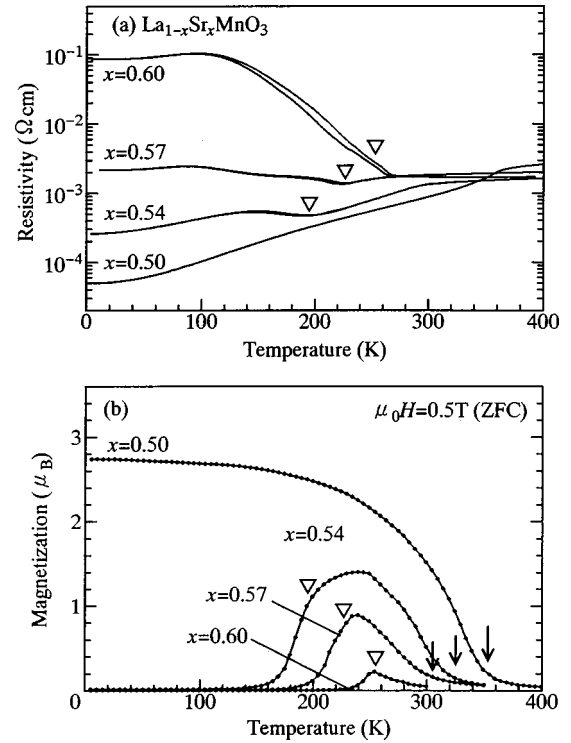 (a) La₁₋ₓSrₓMnO₃
10⁻¹
x=0.60
10⁻²
x=0.57
10⁻³
x=0.54
10⁻⁴
x=0.50
Resistivity (Ωcm)
0 100 200 300 400
Temperature (K)
(b) μ₀H=0.5T (ZFC)
x=0.50
3
x=0.54
2
x=0.57
1
x=0.60
0
Magnetization (μ_B)
0 100 200 300 400
Temperature (K)